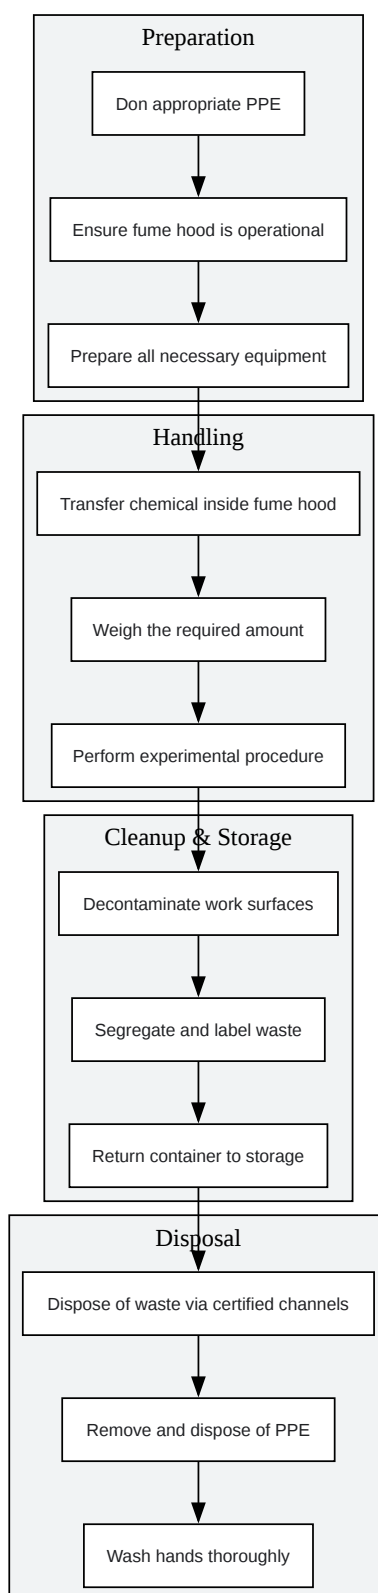 Preparation
Don appropriate PPE
Ensure fume hood is operational
Prepare all necessary equipment
Handling
Transfer chemical inside fume hood
Weigh the required amount
Perform experimental procedure
Cleanup & Storage
Decontaminate work surfaces
Segregate and label waste
Return container to storage
Disposal
Dispose of waste via certified channels
Remove and dispose of PPE
Wash hands thoroughly